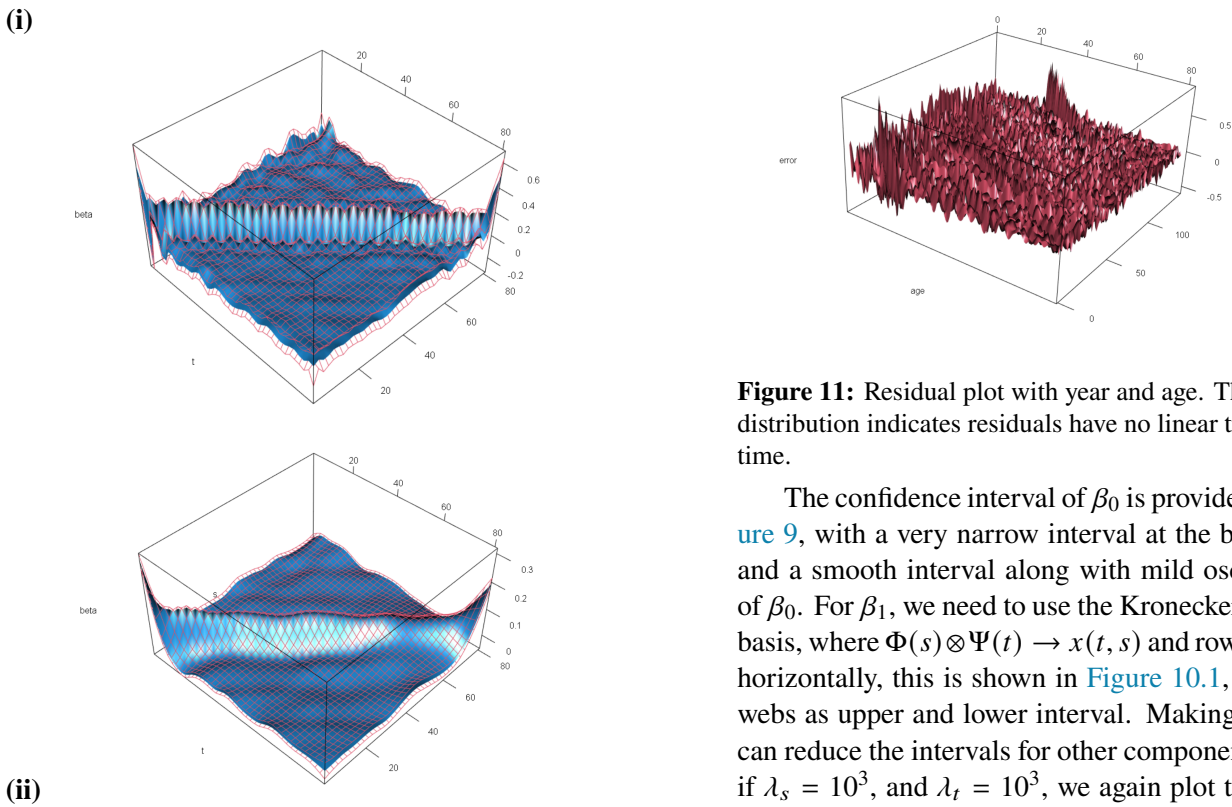 (i)
20
40
60
80
0.6
0.4
0.2
0
-0.2
80
60
40
20
beta
t
20
40
60
80
0.3
0.2
0.1
0
80
60
40
20
beta
s
t
(ii)
0
20
40
60
80
0.5
0
-0.5
100
50
0
error
age
Figure 11: Residual plot with year and age.
distribution indicates residuals have no linear
time.
The confidence interval of β₀ is
ure 9, with a very narrow interval at the
and a smooth interval along with mild
of β₀. For β₁, we need to use the
basis, where Φ(s)⊗Ψ(t) → x(t, s) and
horizontally, this is shown in Figure 10.1,
webs as upper and lower interval. Making
can reduce the intervals for other
if λₛ = 10³, and λₜ = 10³, we again plot